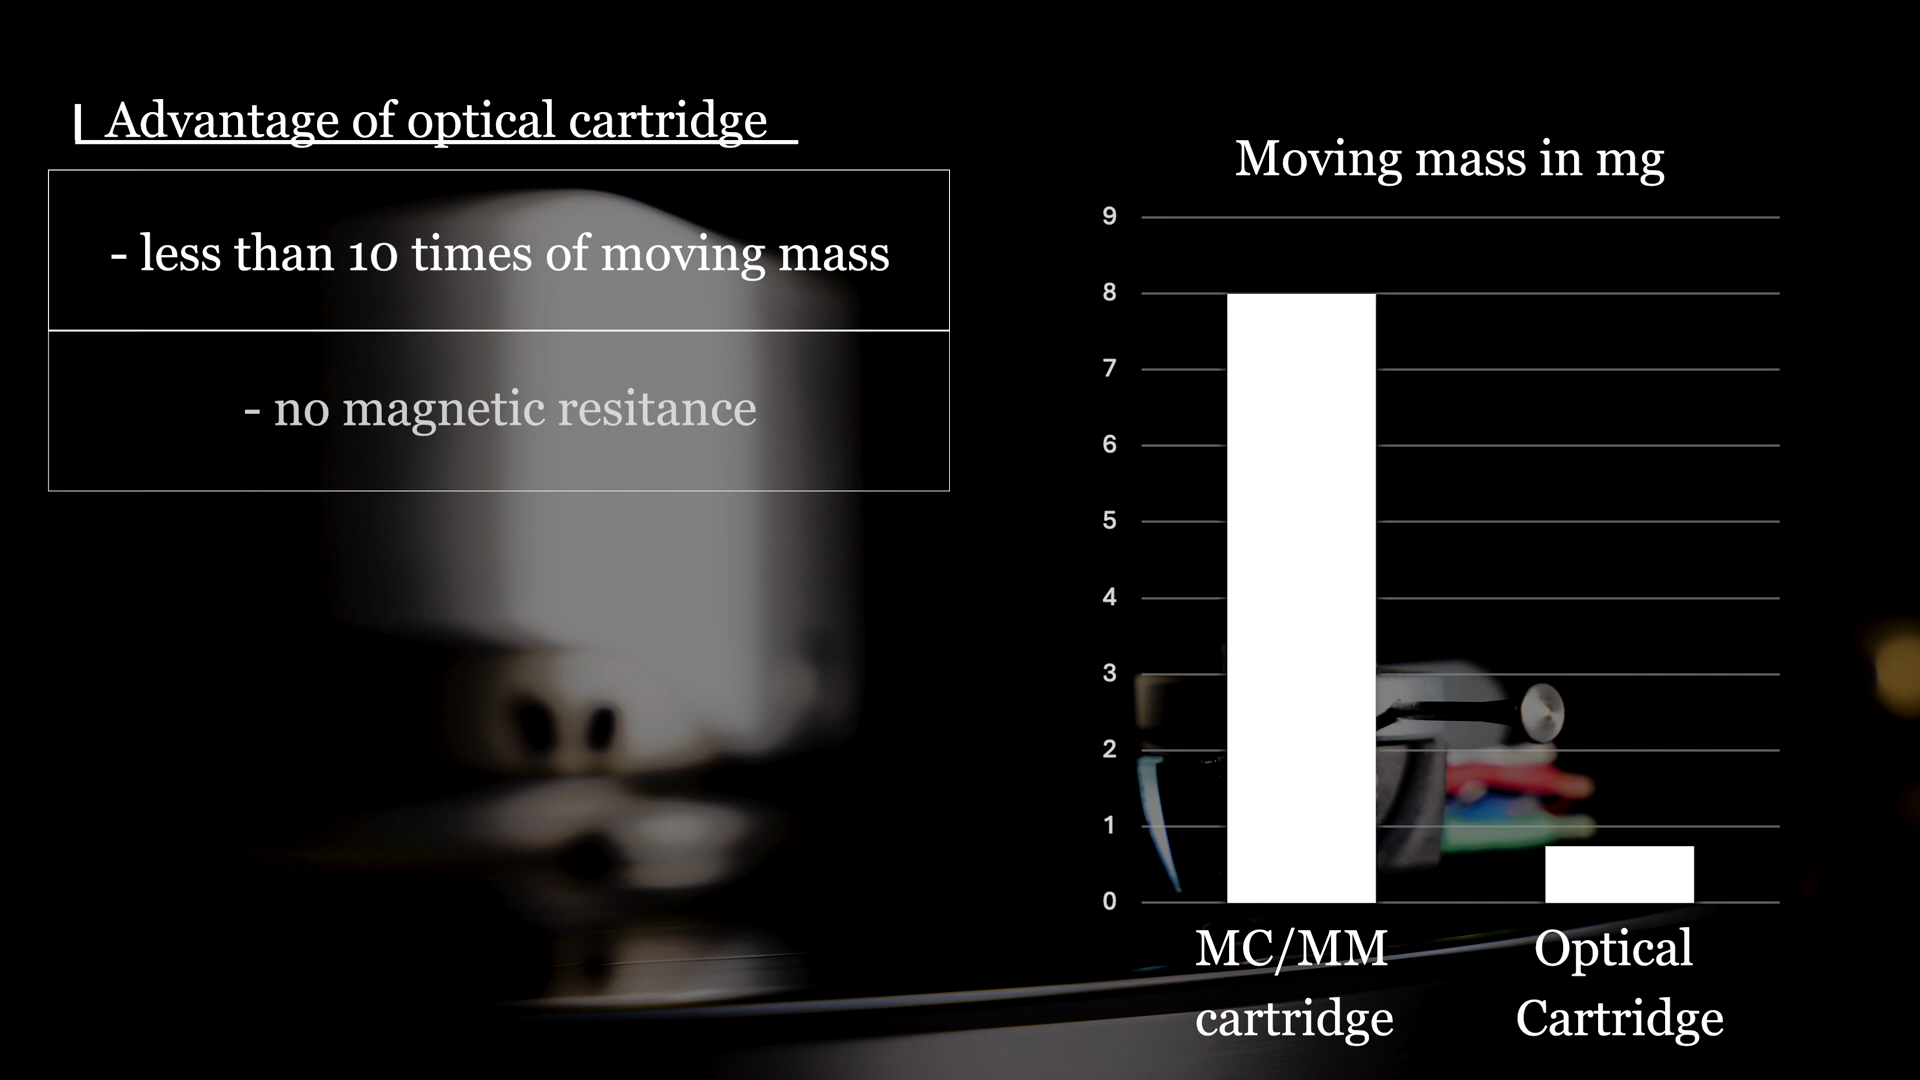 Advantage of optical cartridge
- less than 10 times of moving mass
- no magnetic resitance
Moving mass in mg
9
8
7
6
5
4
3
2
1
0
MC/MM
cartridge
Optical
Cartridge